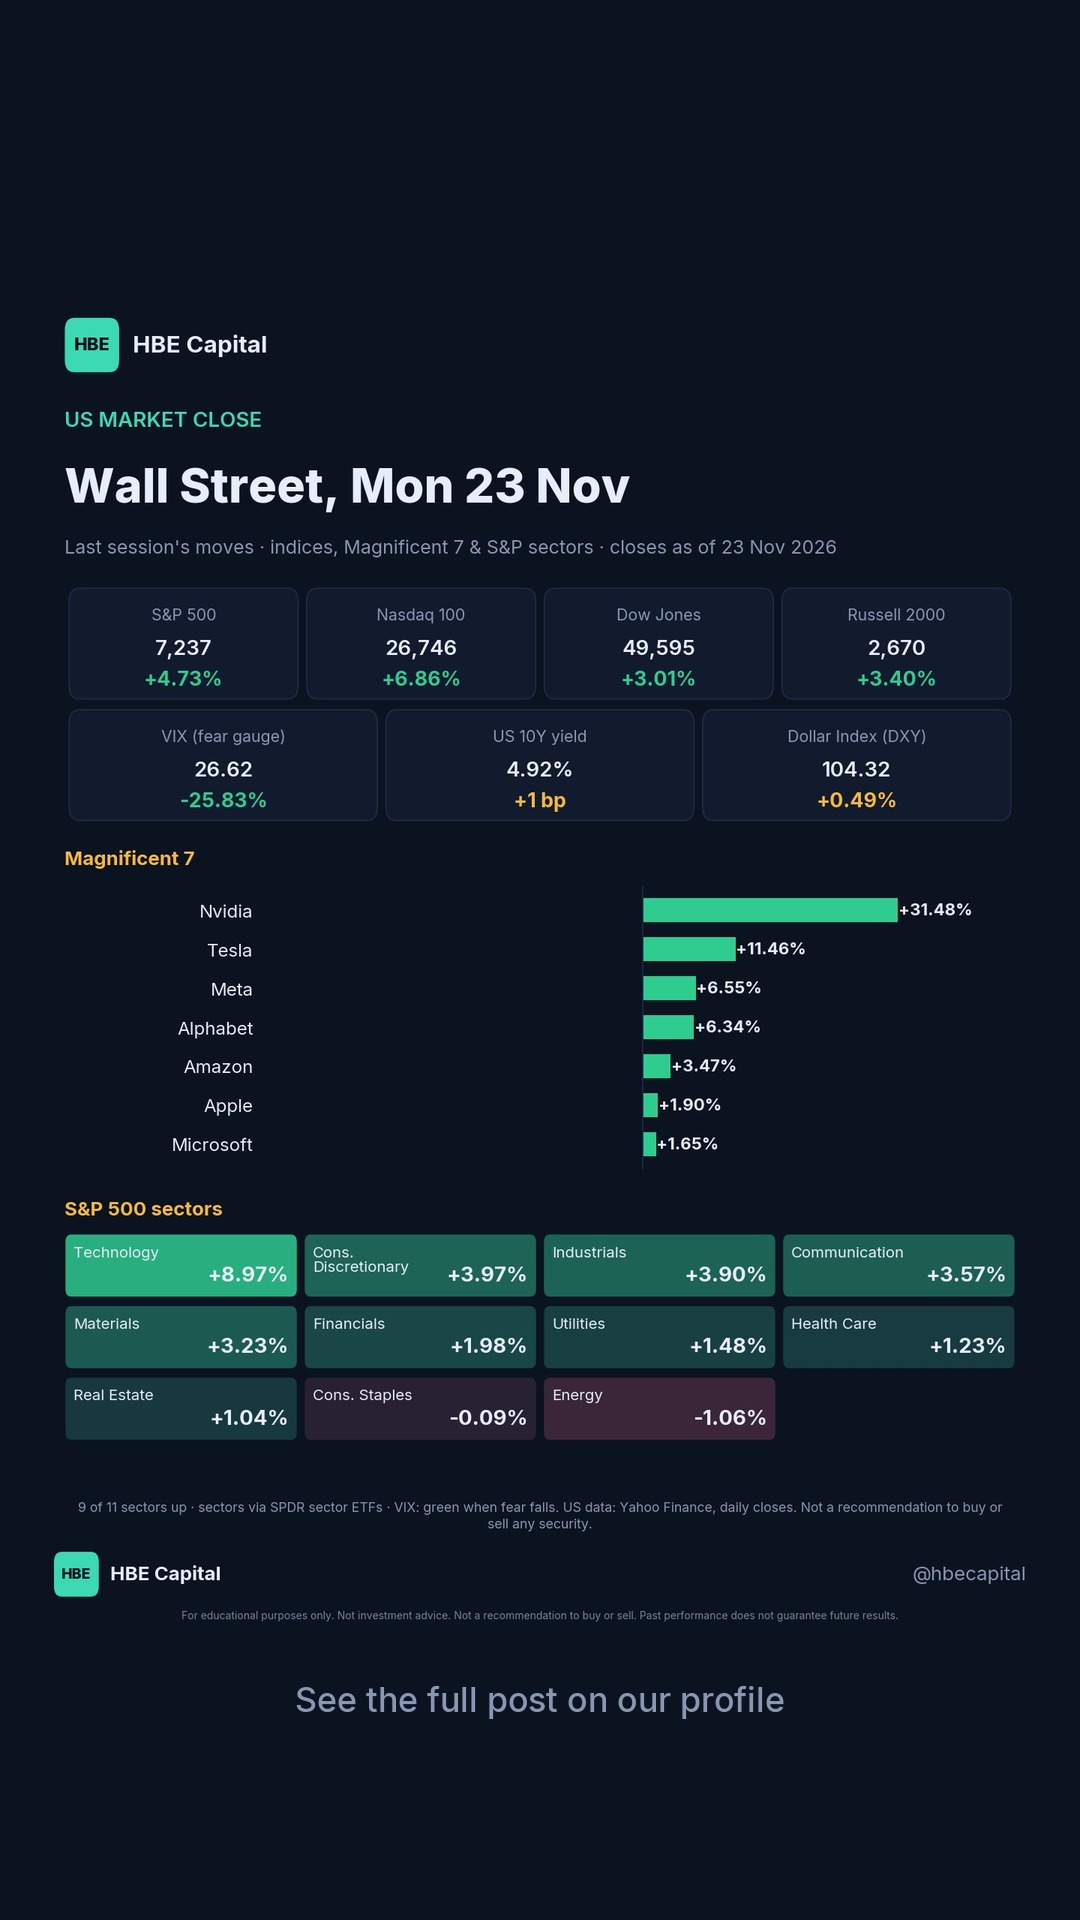 HBE HBE Capital
US MARKET CLOSE
Wall Street, Mon 23 Nov
Last session's moves · indices, Magnificent 7 & S&P sectors · closes as of 23 Nov 2026
S&P 500 Nasdaq 100 Dow Jones Russell 2000
7,237 26,746 49,595 2,670
+4.73% +6.86% +3.01% +3.40%
VIX (fear gauge) US 10Y yield Dollar Index (DXY)
26.62 4.92% 104.32
-25.83% +1 bp +0.49%
Magnificent 7
Nvidia +31.48%
Tesla +11.46%
Meta +6.55%
Alphabet +6.34%
Amazon +3.47%
Apple +1.90%
Microsoft +1.65%
S&P 500 sectors
Technology +8.97%
Cons.
Discretionary +3.97%
Industrials +3.90%
Communication +3.57%
Materials +3.23%
Financials +1.98%
Utilities +1.48%
Health Care +1.23%
Real Estate +1.04%
Cons. Staples -0.09%
Energy -1.06%
9 of 11 sectors up · sectors via SPDR sector ETFs · VIX: green when fear falls. US data: Yahoo Finance, daily closes. Not a recommendation to buy or
sell any security.
HBE HBE Capital @hbecapital
For educational purposes only. Not investment advice. Not a recommendation to buy or sell. Past performance does not guarantee future results.
See the full post on our profile